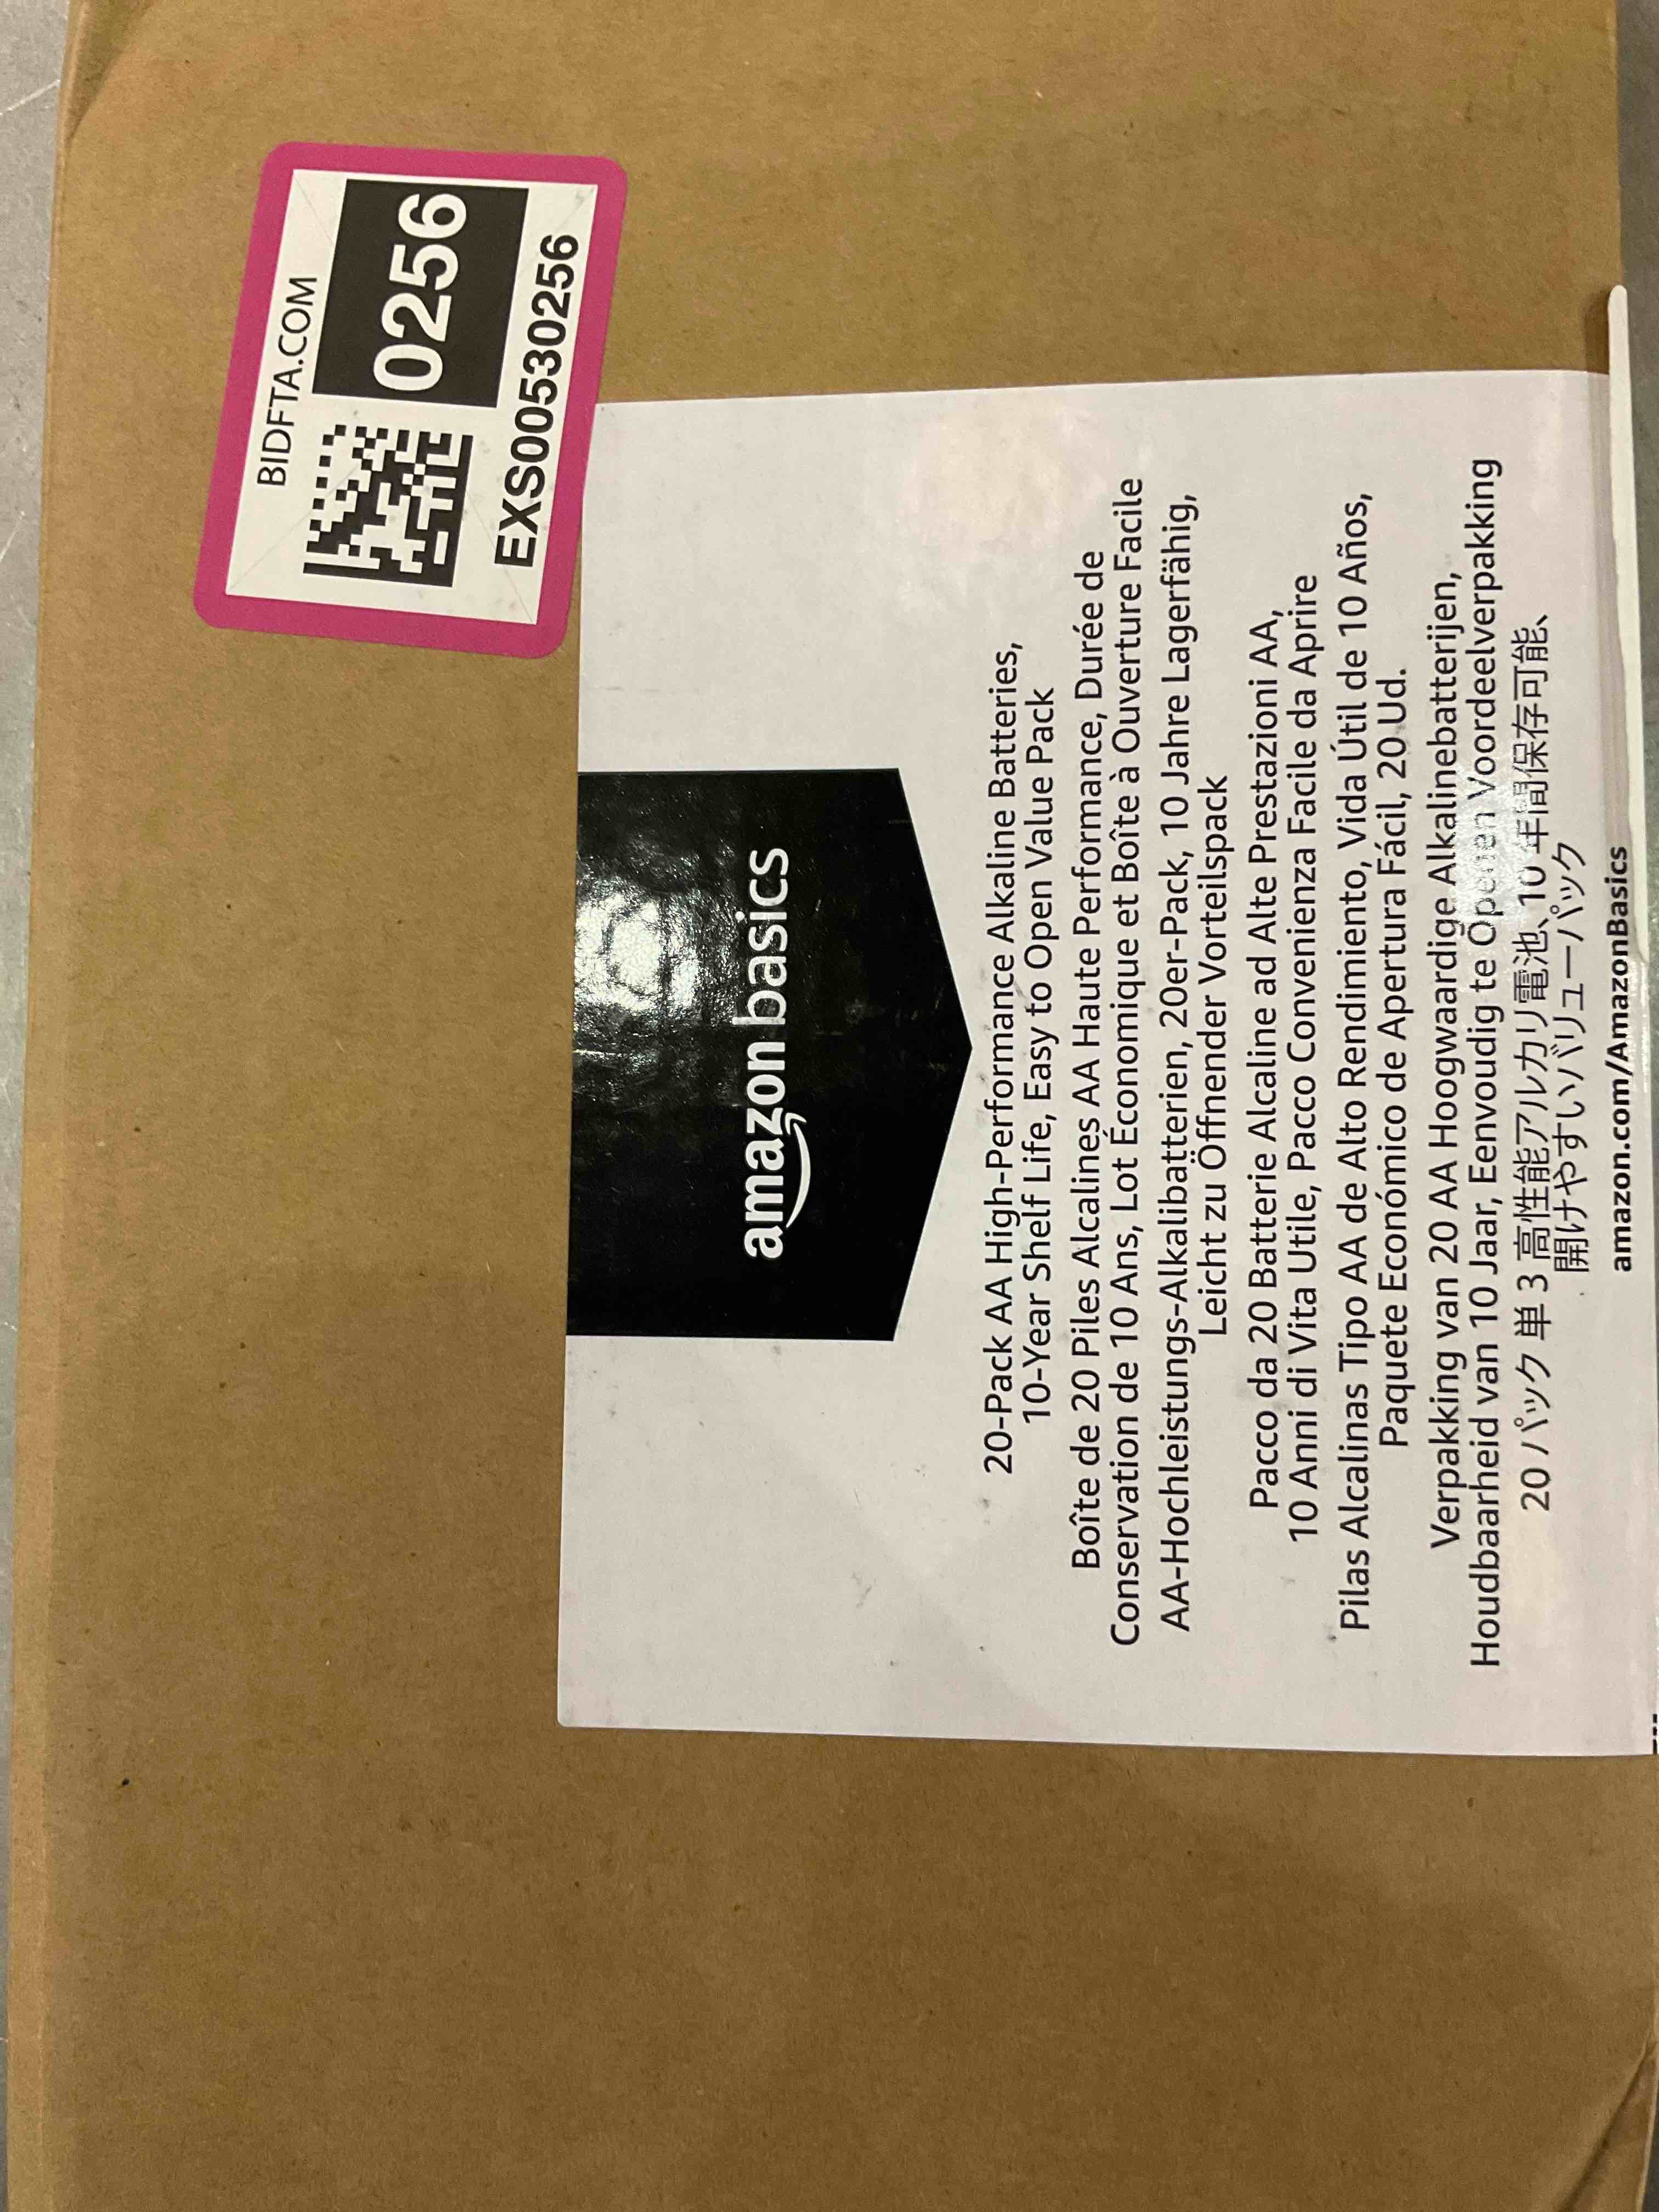 BIDFTA.COM
0256
EXS00530256
amazon basics
20-Pack AA High-Performance Alkaline Batteries,
10-Year Shelf Life, Easy to Open Value Pack
Boîte de 20 Piles Alcalines AA Haute Performance, Durée de
Conservation de 10 Ans, Lot Économique et Boîte à Ouverture Facile
AA-Hochleistungs-Alkalibatterien, 20er-Pack, 10 Jahre Lagerfähig,
Leicht zu Öffnender Vorteilspack
Pacco da 20 Batterie Alcaline ad Alte Prestazioni AA,
10 Anni di Vita Utile, Pacco Convenienza Facile da Aprire
Pilas Alcalinas Tipo AA de Alto Rendimiento, Vida Útil de 10 Años,
Paquete Económico de Apertura Fácil, 20 Ud.
Verpakking van 20 AA Hoogwaardige Alkalinebatterijen,
Houdbaarheid van 10 Jaar, Eenvoudig te Openen Voordeelverpakking
20 パック 単 3 高性能アルカリ電池、10 年間保存可能、
開けやすいバリューパック
amazon.com/AmazonBasics